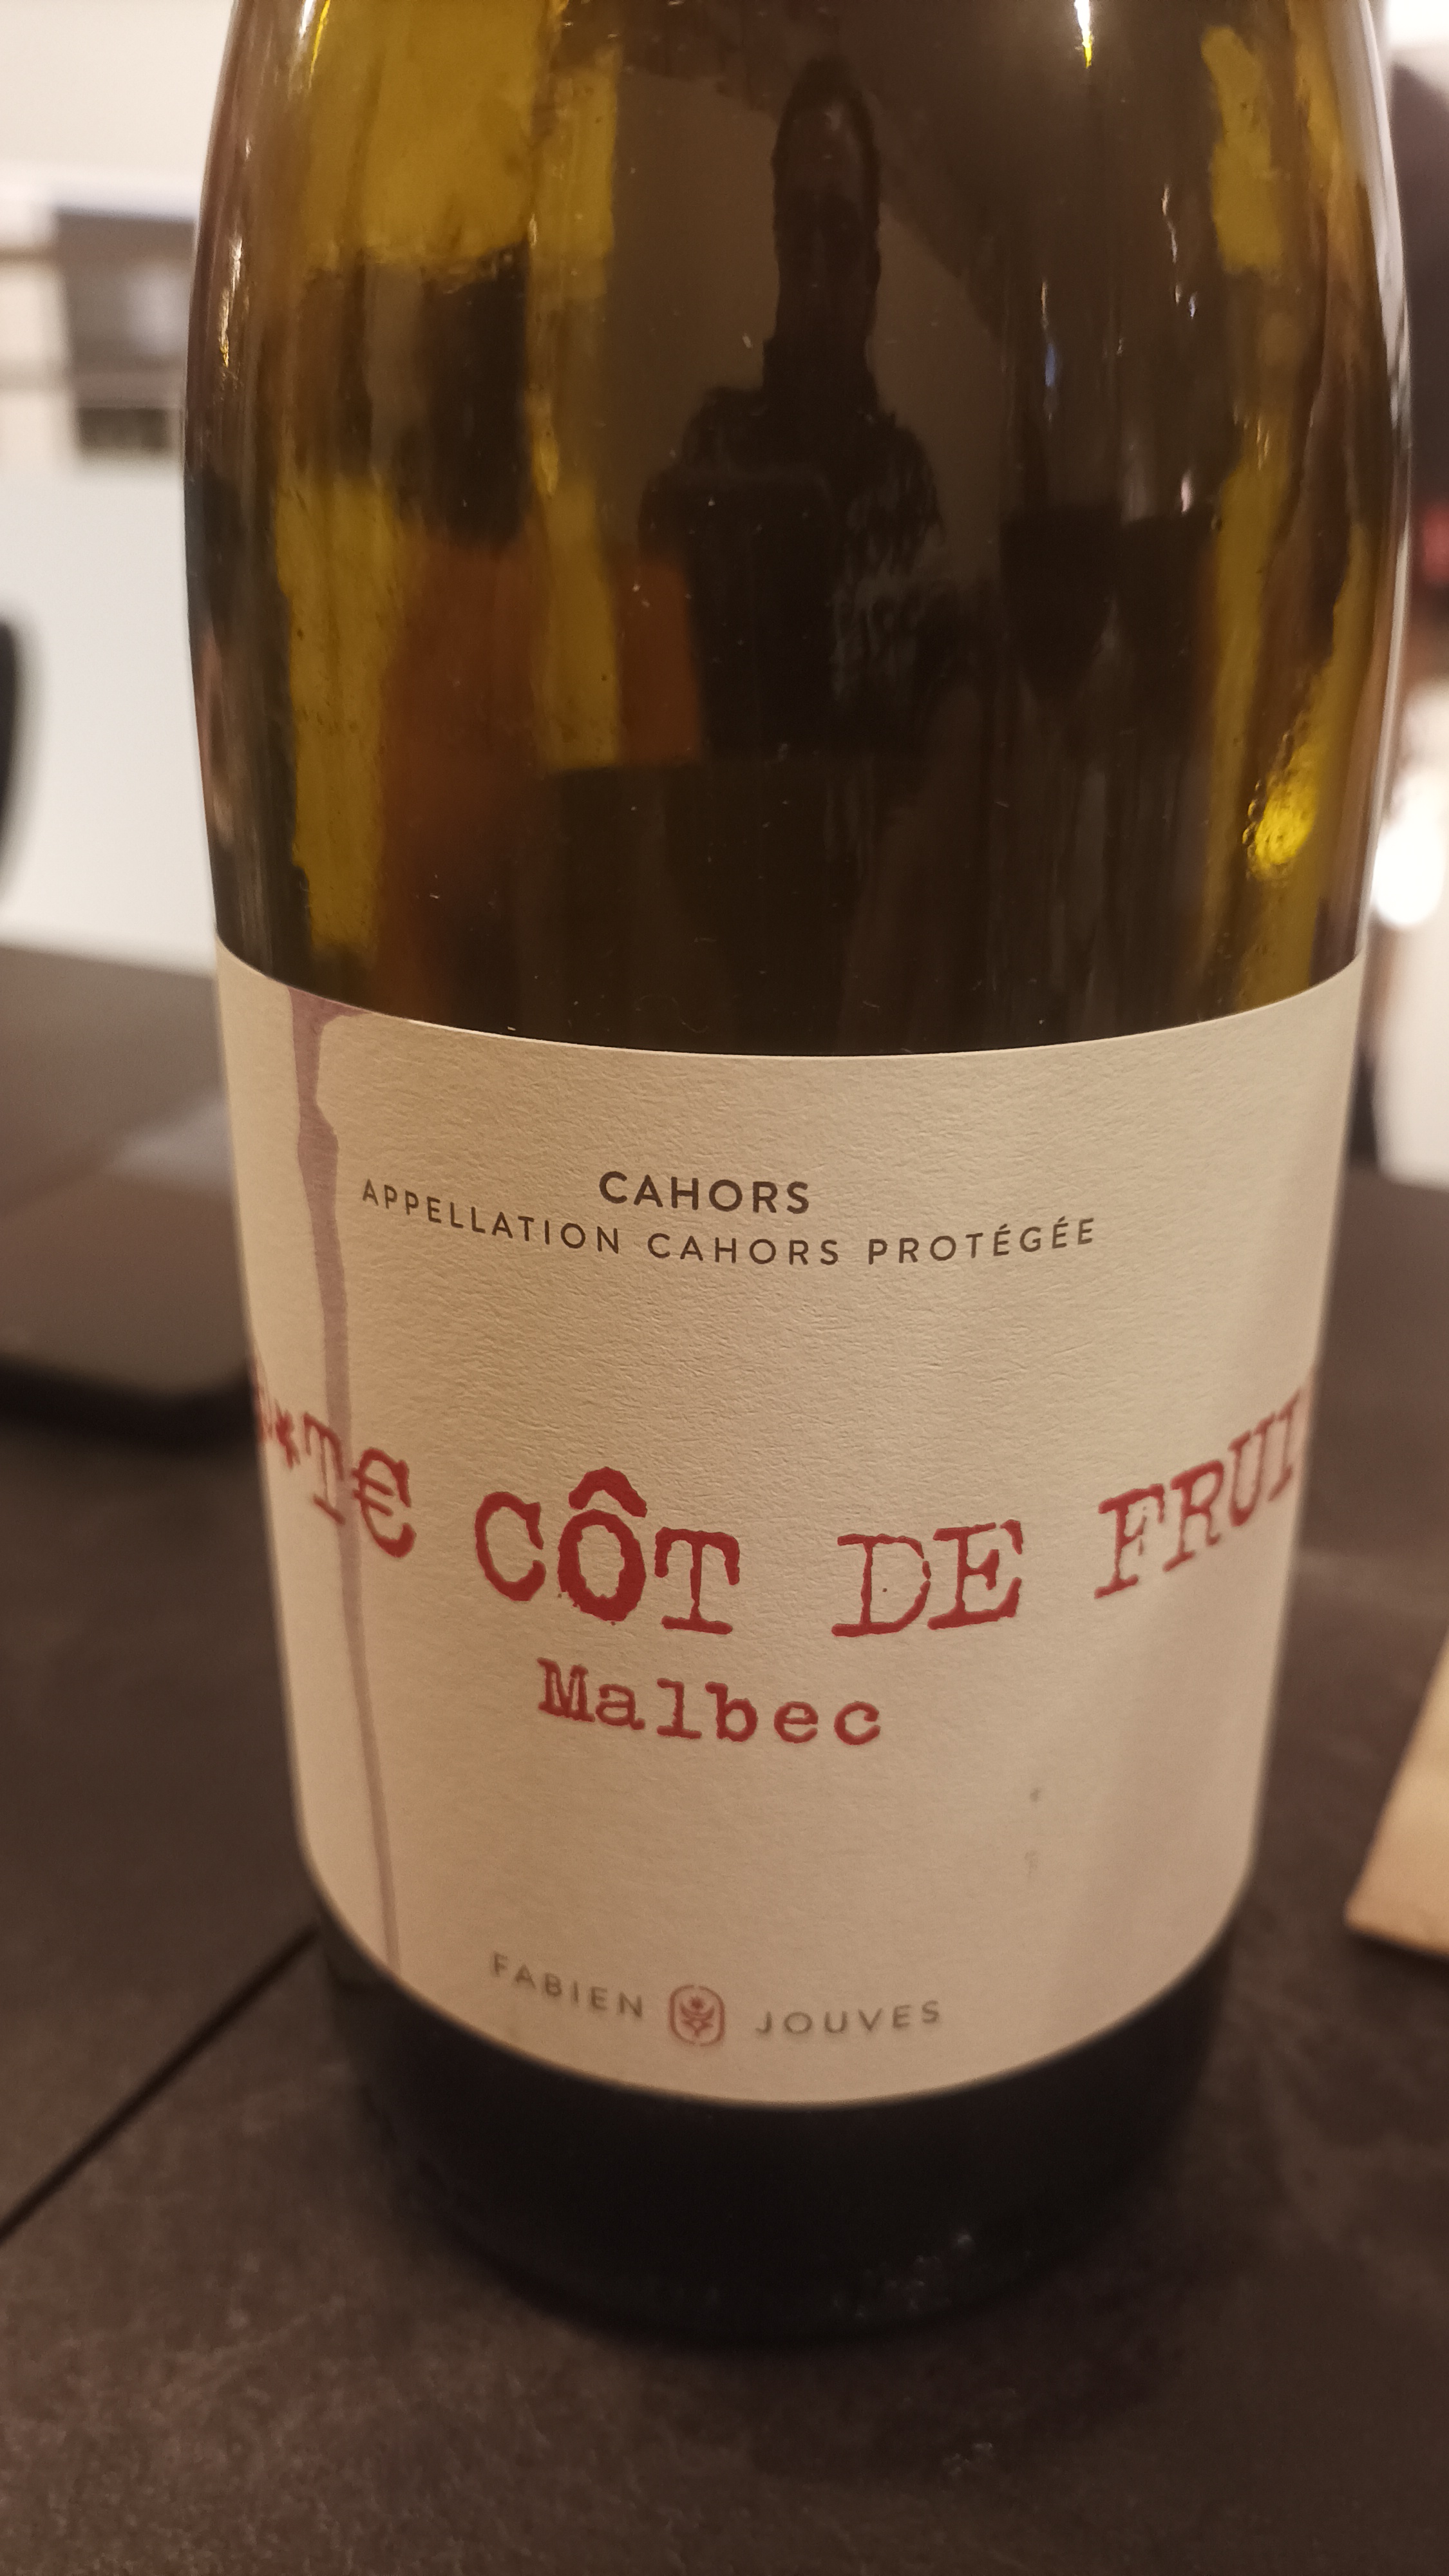 CAHORS
APPELLATION CAHORS PROTÉGÉE
CÔT DE
Malbec
FABIEN JOUVES